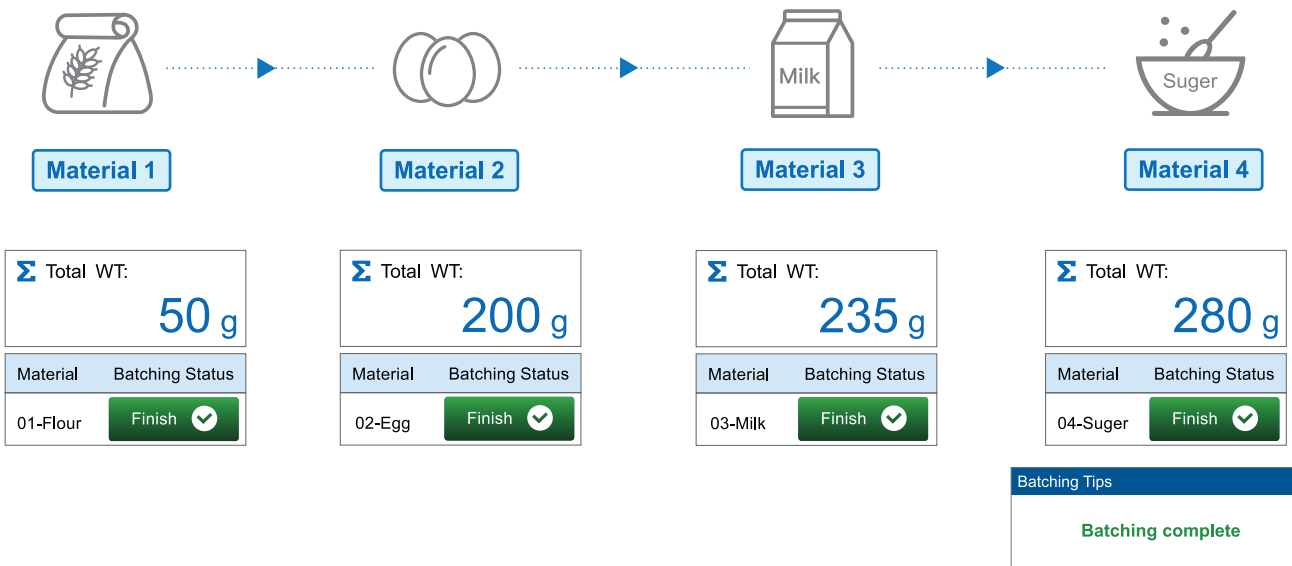 Milk
Suger
Material 1
Material 2
Material 3
Material 4
Σ Total WT:
50 g
Σ Total WT:
200 g
Σ Total WT:
235 g
Σ Total WT:
280 g
Material Batching Status
01-Flour Finish
Material Batching Status
02-Egg Finish
Material Batching Status
03-Milk Finish
Material Batching Status
04-Suger Finish
Batching Tips
Batching complete